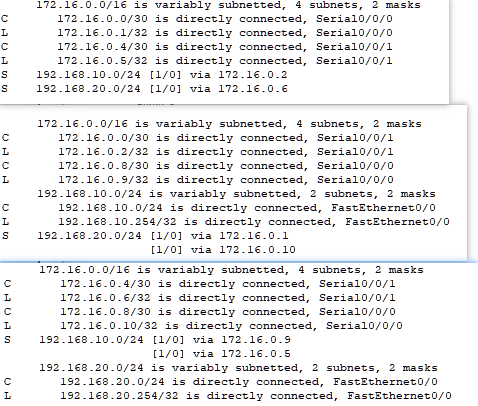 172.16.0.0/16 is variably subnetted, 4 subnets, 2 masks
C 172.16.0.0/30 is directly connected, Serial0/0/0
L 172.16.0.1/32 is directly connected, Serial0/0/0
C 172.16.0.4/30 is directly connected, Serial0/0/1
L 172.16.0.5/32 is directly connected, Serial0/0/1
S 192.168.10.0/24 [1/0] via 172.16.0.2
S 192.168.20.0/24 [1/0] via 172.16.0.6
172.16.0.0/16 is variably subnetted, 4 subnets, 2 masks
C 172.16.0.0/30 is directly connected, Serial0/0/1
L 172.16.0.2/32 is directly connected, Serial0/0/1
C 172.16.0.8/30 is directly connected, Serial0/0/0
L 172.16.0.9/32 is directly connected, Serial0/0/0
192.168.10.0/24 is variably subnetted, 2 subnets, 2 masks
C 192.168.10.0/24 is directly connected, FastEthernet0/0
L 192.168.10.254/32 is directly connected, FastEthernet0/0
S 192.168.20.0/24 [1/0] via 172.16.0.1
[1/0] via 172.16.0.10
172.16.0.0/16 is variably subnetted, 4 subnets, 2 masks
C 172.16.0.4/30 is directly connected, Serial0/0/1
L 172.16.0.6/32 is directly connected, Serial0/0/1
C 172.16.0.8/30 is directly connected, Serial0/0/0
L 172.16.0.10/32 is directly connected, Serial0/0/0
S 192.168.10.0/24 [1/0] via 172.16.0.9
[1/0] via 172.16.0.5
192.168.20.0/24 is variably subnetted, 2 subnets, 2 masks
C 192.168.20.0/24 is directly connected, FastEthernet0/0
L 192.168.20.254/32 is directly connected, FastEthernet0/0